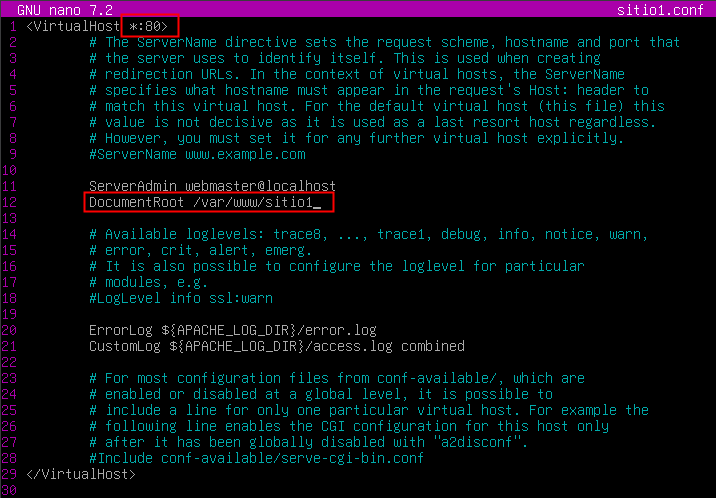 GNU nano 7.2 sitio1.conf
1 <VirtualHost *:80>
2 # The ServerName directive sets the request scheme, hostname and port that
3 # the server uses to identify itself. This is used when creating
4 # redirection URLs. In the context of virtual hosts, the ServerName
5 # specifies what hostname must appear in the request's Host: header to
6 # match this virtual host. For the default virtual host (this file) this
7 # value is not decisive as it is used as a last resort host regardless.
8 # However, you must set it for any further virtual host explicitly.
9 #ServerName www.example.com
10
11 ServerAdmin webmaster@localhost
12 DocumentRoot /var/www/sitio1_
13
14 # Available loglevels: trace8, ..., trace1, debug, info, notice, warn,
15 # error, crit, alert, emerg.
16 # It is also possible to configure the loglevel for particular
17 # modules, e.g.
18 #LogLevel info ssl:warn
19
20 ErrorLog ${APACHE_LOG_DIR}/error.log
21 CustomLog ${APACHE_LOG_DIR}/access.log combined
22
23 # For most configuration files from conf-available/, which are
24 # enabled or disabled at a global level, it is possible to
25 # include a line for only one particular virtual host. For example the
26 # following line enables the CGI configuration for this host only
27 # after it has been globally disabled with "a2disconf".
28 #Include conf-available/serve-cgi-bin.conf
29 </VirtualHost>
30